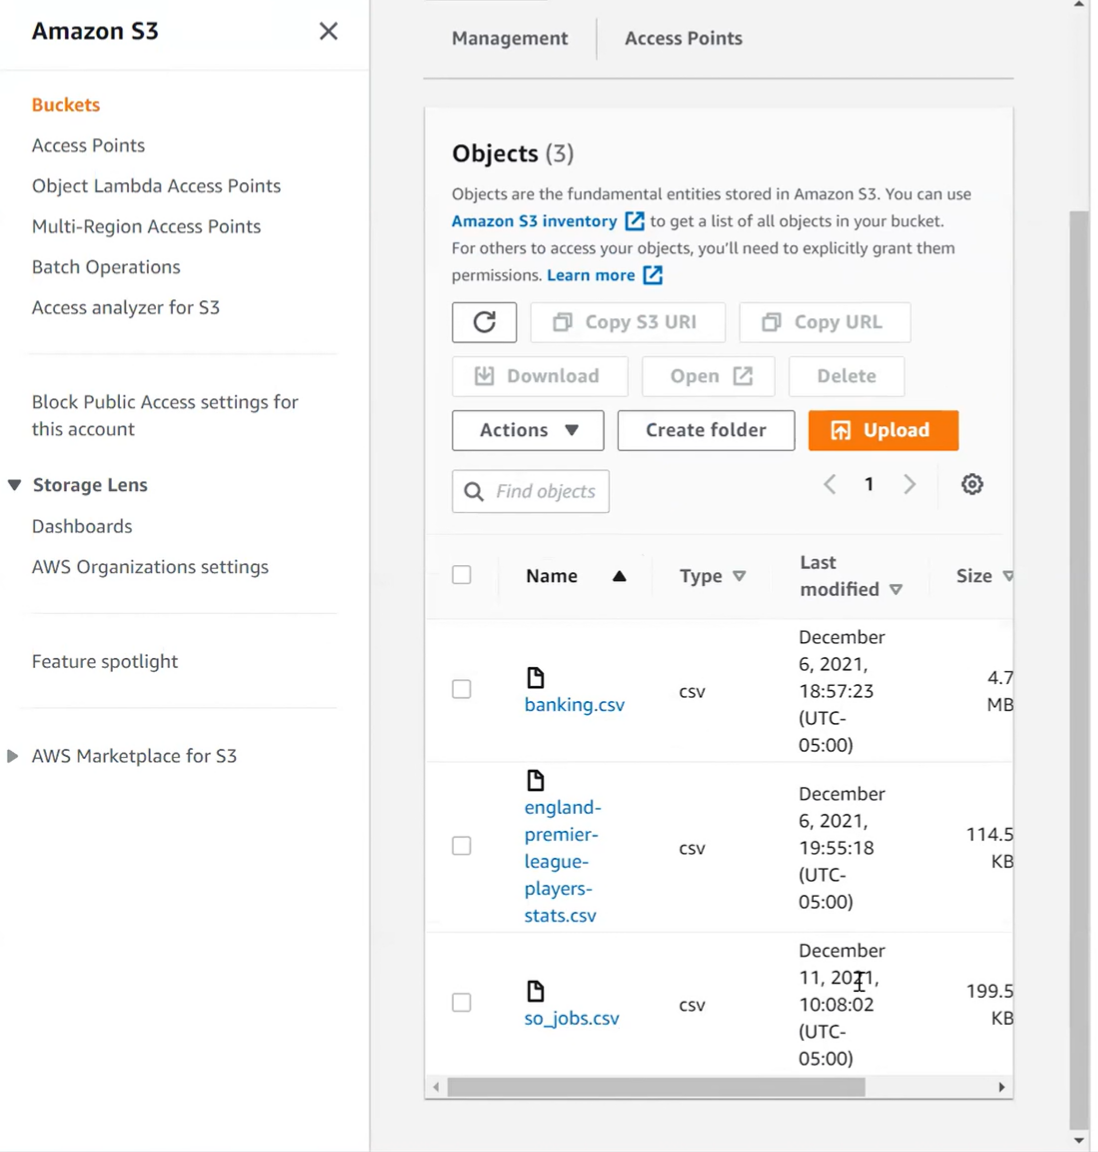 Amazon S3
Buckets
Access Points
Object Lambda Access Points
Multi-Region Access Points
Batch Operations
Access analyzer for S3
Block Public Access settings for
this account
Storage Lens
Dashboards
AWS Organizations settings
Feature spotlight
AWS Marketplace for S3
Management
Access Points
Objects (3)
Objects are the fundamental entities stored in Amazon S3. You can use
Amazon S3 inventory to get a list of all objects in your bucket.
For others to access your objects, you'll need to explicitly grant them
permissions. Learn more
Copy S3 URI
Copy URL
Download
Open
Delete
Actions
Create folder
Upload
Find objects
1
Name
Type
Last
modified
Size
banking.csv
csv
December
6, 2021,
18:57:23
(UTC-
05:00)
4.7
MB
england-
premier-
league-
players-
stats.csv
csv
December
6, 2021,
19:55:18
(UTC-
05:00)
114.5
KB
so_jobs.csv
csv
December
11, 2021,
10:08:02
(UTC-
05:00)
199.5
KB